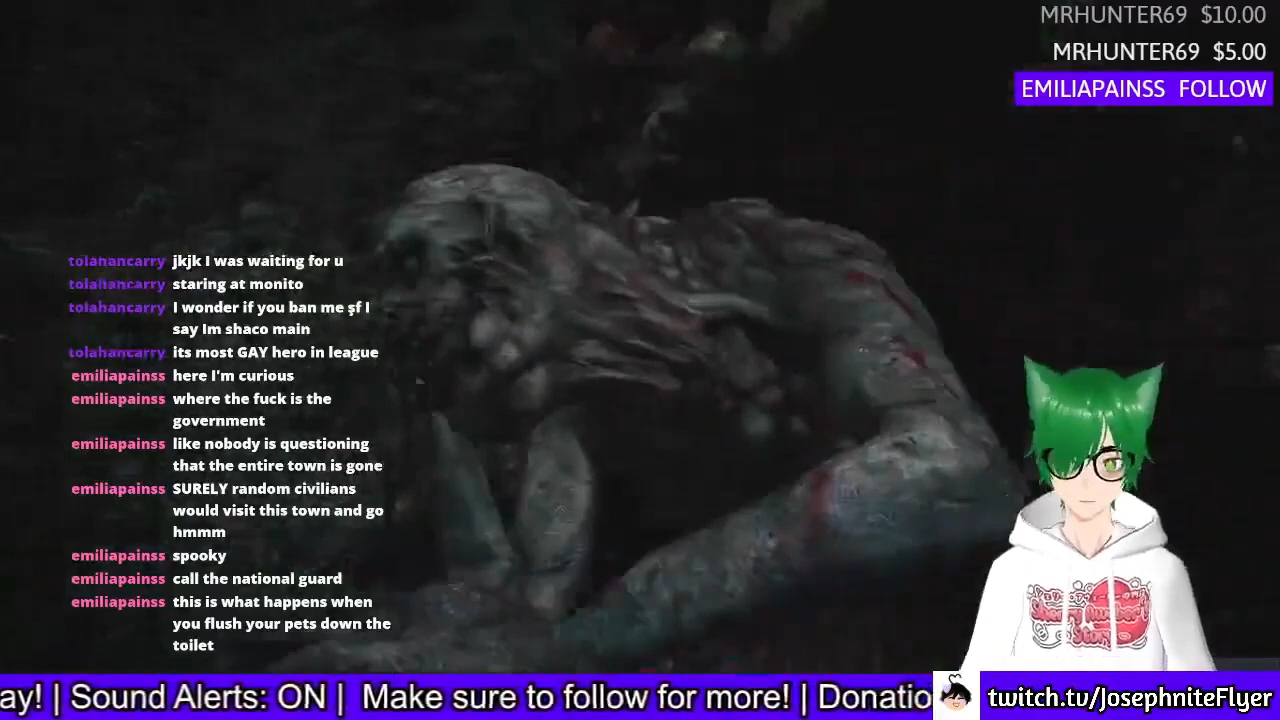 MRHUNTER69 $10.00
MRHUNTER69 $5.00
EMILIAPAINSS FOLLOW
tolahancarry jkjk I was waiting for u
tolahancarry staring at monito
tolahancarry I wonder if you ban me şf I
say Im shaco main
tolahancarry its most GAY hero in league
emiliapainss here I'm curious
emiliapainss where the fuck is the
government
emiliapainss like nobody is questioning
that the entire town is gone
emiliapainss SURELY random civilians
would visit this town and go
hmmm
emiliapainss spooky
emiliapainss call the national guard
emiliapainss this is what happens when
you flush your pets down the
toilet
ay! | Sound Alerts: ON | Make sure to follow for more! | Donatio
twitch.tv/JosephniteFlyer